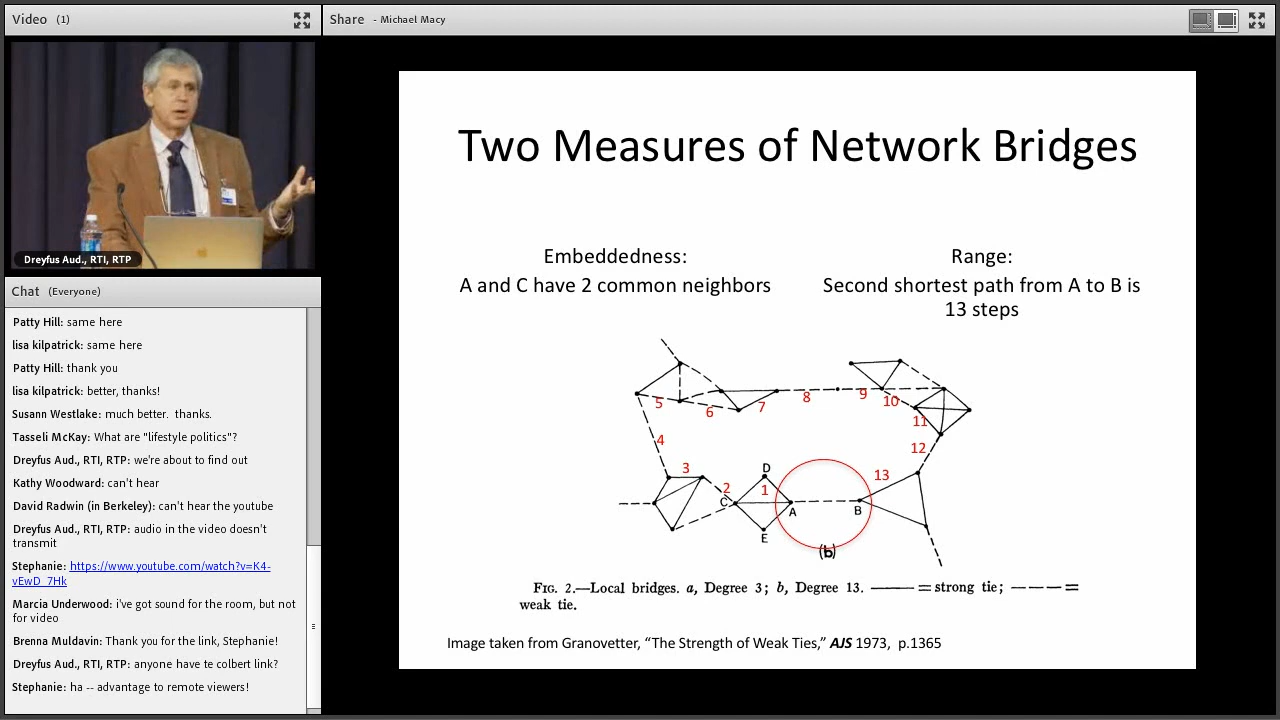 Video (1)
Share - Michael Macy
Dreyfus Aud., RTI, RTP
Chat (Everyone)
Patty Hill: same here
lisa kilpatrick: same here
Patty Hill: thank you
lisa kilpatrick: better, thanks!
Susann Westlake: much better. thanks.
Tasseli McKay: What are "lifestyle politics"?
Dreyfus Aud., RTI, RTP: we're about to find out
Kathy Woodward: can't hear
David Radwin (in Berkeley): can't hear the
youtube
Dreyfus Aud., RTI, RTP: audio in the video doesn't
transmit
Stephanie: https://www.youtube.com/watch?v=K4-
vEwD_7Hk
Marcia Underwood: i've got sound for the room, but not
for video
Brenna Muldavin: Thank you for the link, Stephanie!
Dreyfus Aud., RTI, RTP: anyone have te colbert link?
Stephanie: ha -- advantage to remote viewers!
Two Measures of Network Bridges
Embeddedness:
A and C have 2 common neighbors
Range:
Second shortest path from A to B is
13 steps
5
6
7
8
9
10
11
4
12
3
2
1
13
D
C
A
B
E
(b)
FIG. 2.—Local bridges. a, Degree 3; b, Degree 13. ——— = strong tie; — — — =
weak tie.
Image taken from Granovetter, “The Strength of Weak Ties,” AJS 1973, p.1365